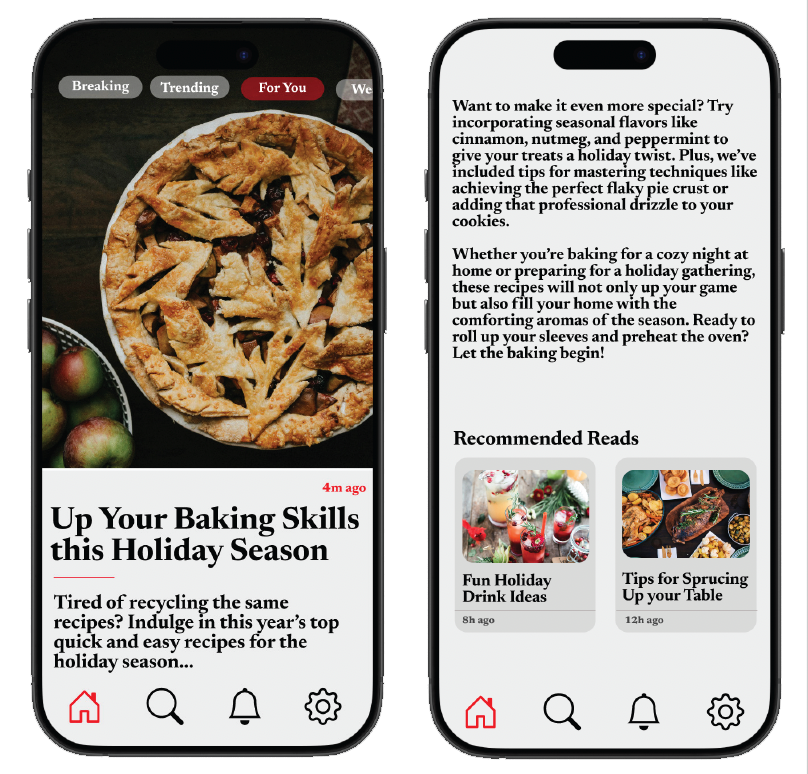 Breaking
Trending
For You
We
4m ago
Up Your Baking Skills
this Holiday Season
Tired of recycling the same
recipes? Indulge in this year's top
quick and easy recipes for the
holiday season...
Want to make it even more special? Try
incorporating seasonal flavors like
cinnamon, nutmeg, and peppermint to
give your treats a holiday twist. Plus, we've
included tips for mastering techniques like
achieving the perfect flaky pie crust or
adding that professional drizzle to your
cookies.
Whether you're baking for a cozy night at
home or preparing for a holiday gathering,
these recipes will not only up your game
but also fill your home with the
comforting aromas of the season. Ready to
roll up your sleeves and preheat the oven?
Let the baking begin!
Recommended Reads
Fun Holiday
Drink Ideas
8h ago
Tips for Sprucing
Up your Table
12h ago